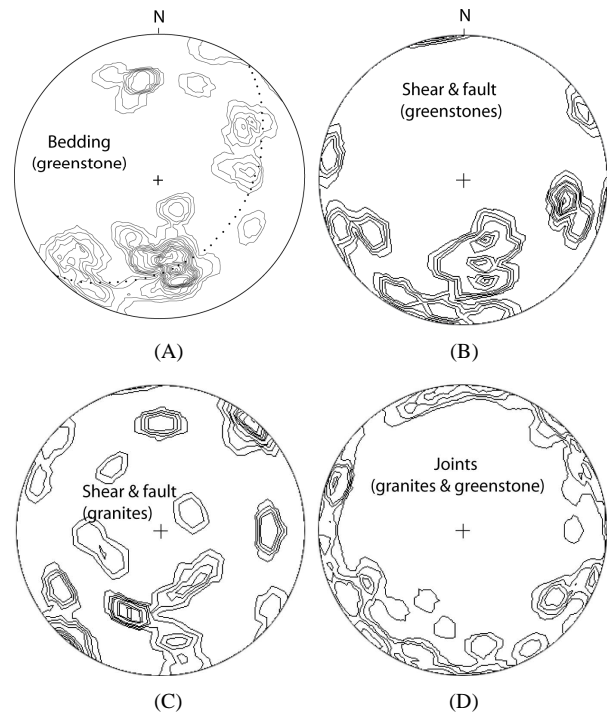 N
Bedding
(greenstone)
(A)
N
Shear & fault
(greenstones)
(B)
Shear & fault
(granites)
(C)
Joints
(granites & greenstone)
(D)